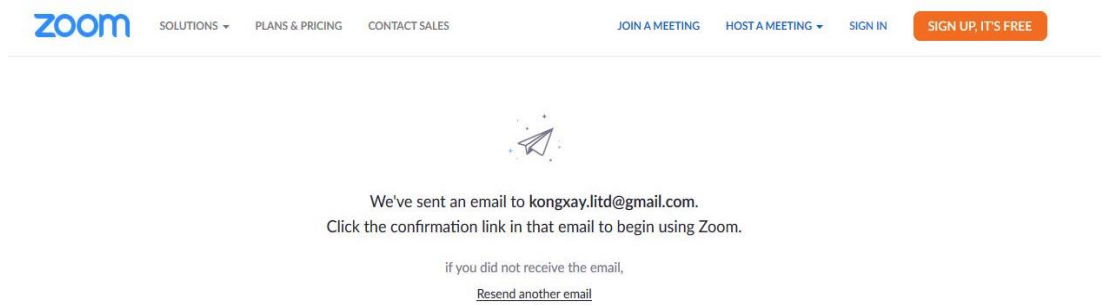 zoom SOLUTIONS PLANS & PRICING CONTACT SALES JOIN A MEETING HOST A MEETING SIGN IN SIGN UP, IT'S FREE
We've sent an email to kongxay.litd@gmail.com.
Click the confirmation link in that email to begin using Zoom.
if you did not receive the email,
Resend another email